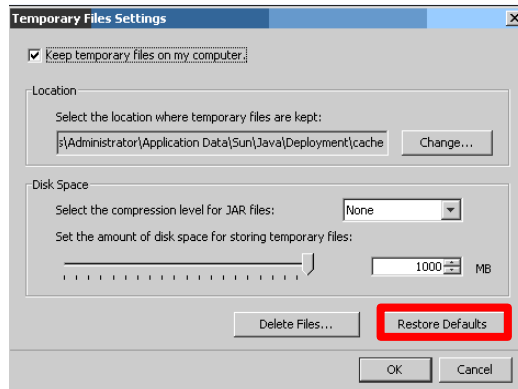 Temporary Files Settings
Keep temporary files on my computer.
Location
Select the location where temporary files are kept:
s\Administrator\Application Data\Sun\Java\Deployment\cache
Change...
Disk Space
Select the compression level for JAR files:
None
Set the amount of disk space for storing temporary files:
1000 MB
Delete Files...
Restore Defaults
OK
Cancel